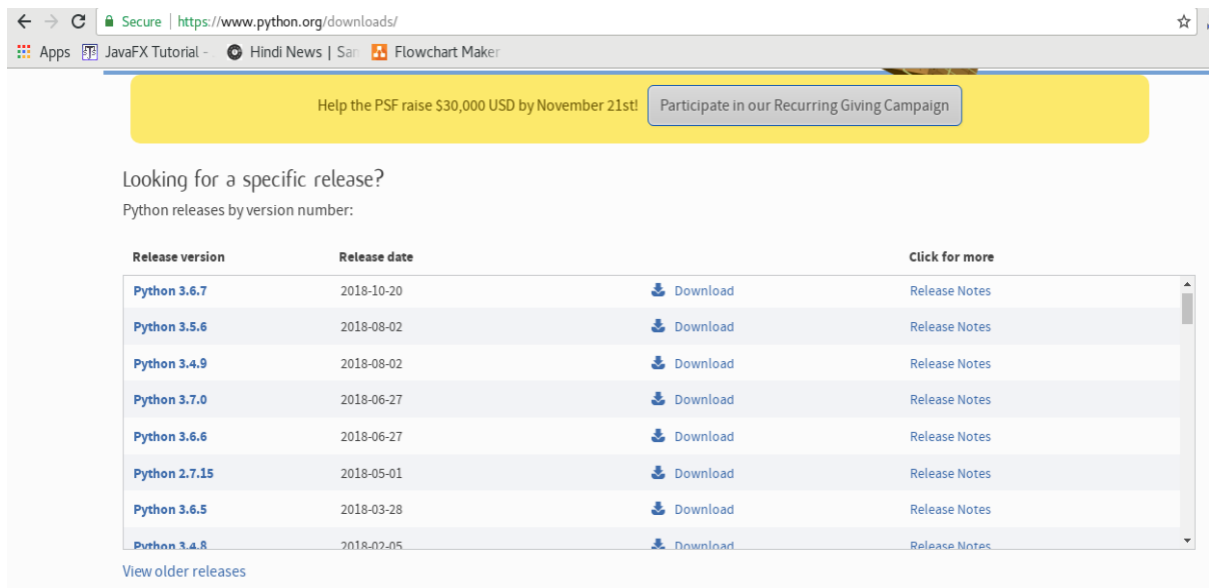 Secure https://www.python.org/downloads/
Apps JavaFX Tutorial - Hindi News | San Flowchart Maker
Help the PSF raise $30,000 USD by November 21st! Participate in our Recurring Giving Campaign
Looking for a specific release?
Python releases by version number:
Release version Release date Click for more
Python 3.6.7 2018-10-20 Download Release Notes
Python 3.5.6 2018-08-02 Download Release Notes
Python 3.4.9 2018-08-02 Download Release Notes
Python 3.7.0 2018-06-27 Download Release Notes
Python 3.6.6 2018-06-27 Download Release Notes
Python 2.7.15 2018-05-01 Download Release Notes
Python 3.6.5 2018-03-28 Download Release Notes
Python 3.4.8 2018-02-05 Download Release Notes
View older releases